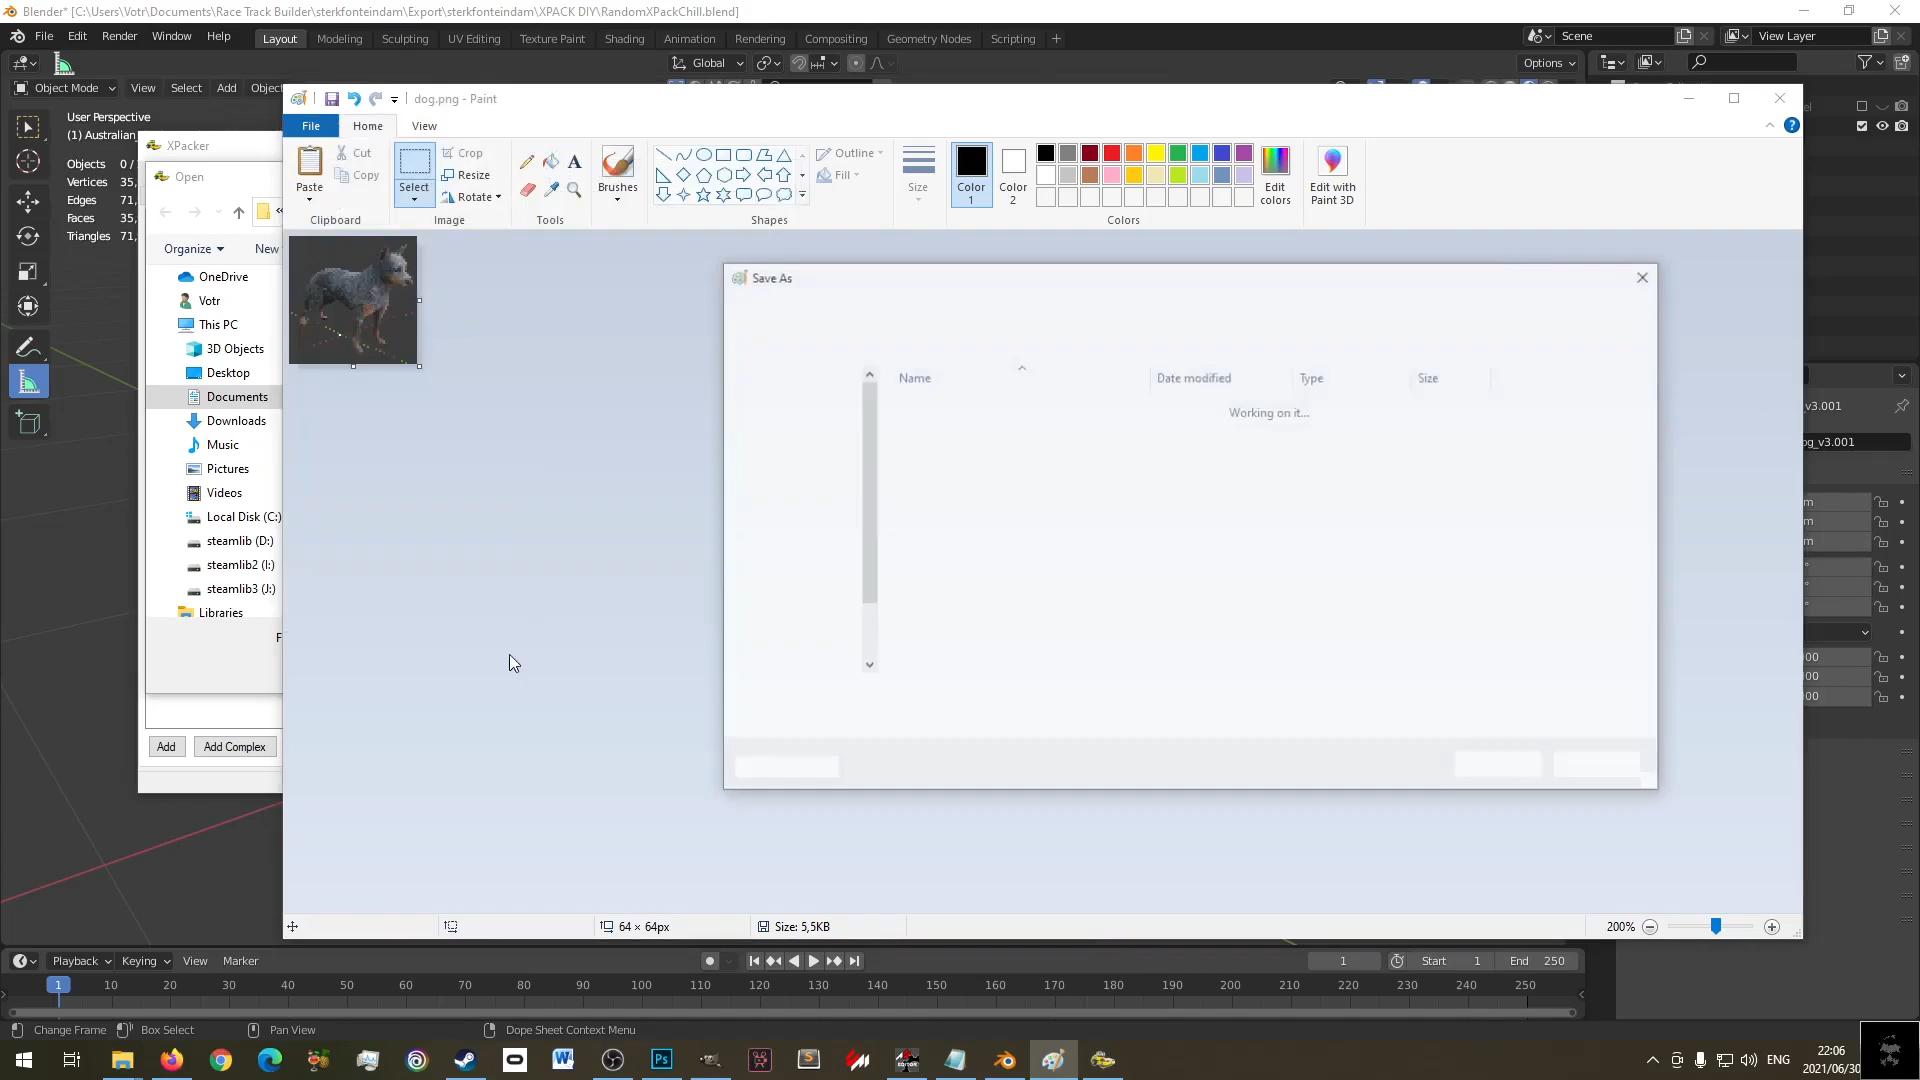 Blender* [C:\Users\Votr\Documents\Race Track Builder\sterkfonteindam\Export\sterkfonteindam\XPACK DIY\RandomXPackChill.blend]
File Edit Render Window Help Layout Modeling Sculpting UV Editing Texture Paint Shading Animation Rendering Compositing Geometry Nodes Scripting + Scene View Layer
Global Options
Object Mode View Select Add Object
User Perspective
(1) Australian_
Objects 0/
Vertices 35,
Edges 71,
Faces 35,
Triangles 71,
XPacker
Open
Organize New
OneDrive
Votr
This PC
3D Objects
Desktop
Documents
Downloads
Music
Pictures
Videos
Local Disk (C:)
steamlib (D:)
steamlib2 (I:)
steamlib3 (J:)
Libraries
F
Add Add Complex
dog.png - Paint
File Home View
Paste Cut Copy
Clipboard
Select Crop Resize Rotate
Image
A
Tools
Brushes
Outline Fill
Shapes
Size
Color 1
Color 2
Edit colors
Colors
Edit with Paint 3D
Save As
Name Date modified Type Size
Working on it...
64 × 64px Size: 5,5KB 200%
el
v3.001
og_v3.001
m
m
m
°
°
°
00
00
00
Playback Keying View Marker 1 Start 1 End 250
1 10 20 30 40 50 60 70 80 90 100 110 120 130 140 150 160 170 180 190 200 210 220 230 240 250
Change Frame Box Select Pan View Dope Sheet Context Menu
Ps
ENG
22:06
2021/06/30